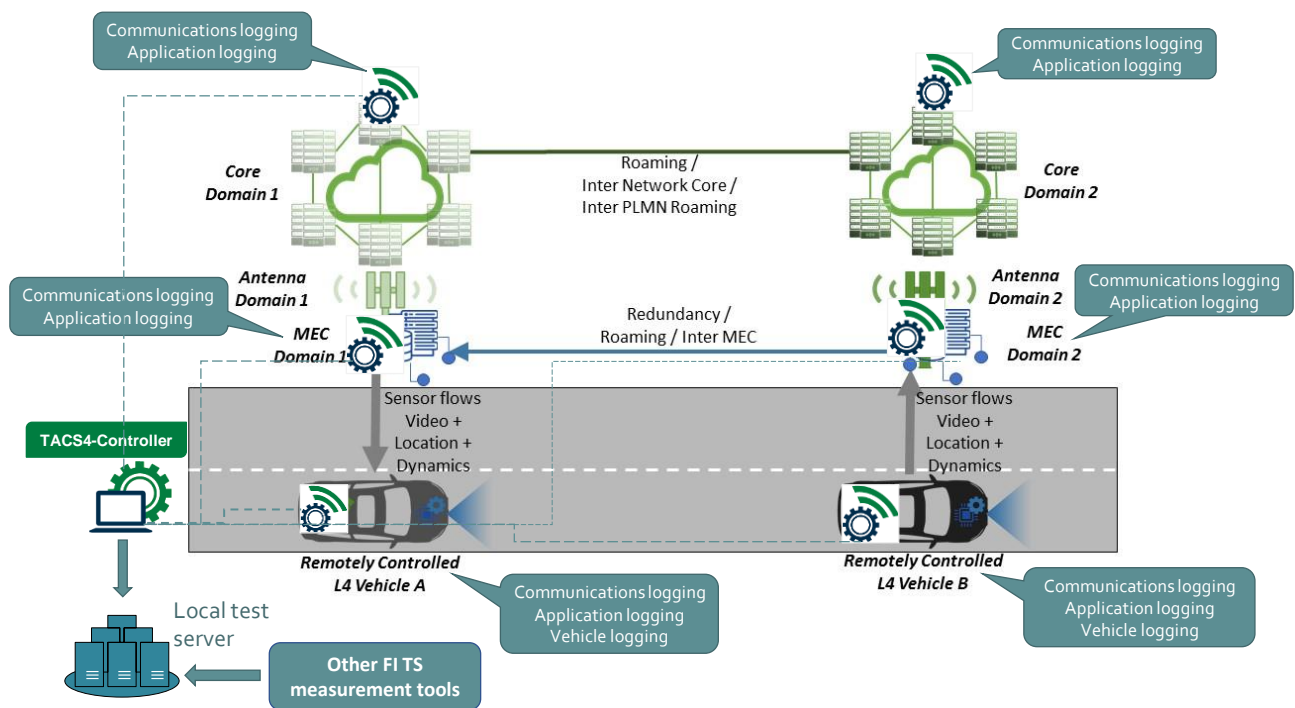 Communications logging
Application logging
Communications logging
Application logging
Core
Domain 1
Roaming /
Inter Network Core /
Inter PLMN Roaming
Core
Domain 2
Antenna
Domain 1
Antenna
Domain 2
Communications logging
Application logging
Communications logging
Application logging
MEC
Domain 1
Redundancy /
Roaming / Inter MEC
MEC
Domain 2
Sensor flows
Video +
Location +
Dynamics
Sensor flows
Video +
Location +
Dynamics
TACS4-Controller
Remotely Controlled
L4 Vehicle A
Remotely Controlled
L4 Vehicle B
Communications logging
Application logging
Vehicle logging
Communications logging
Application logging
Vehicle logging
Local test
server
Other FI TS
measurement tools